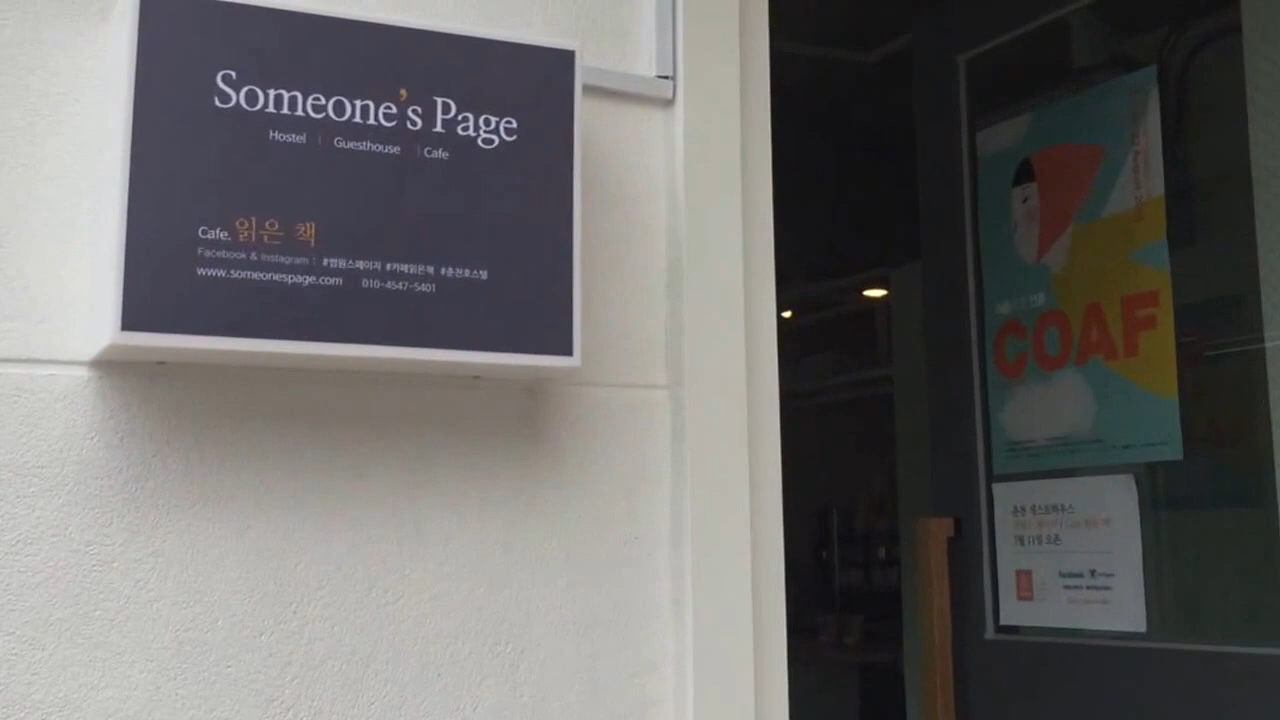 Someone's Page
Hostel | Guesthouse | Cafe
Cafe. 읽은 책
Facebook & Instagram : #썸원스페이지 #카페읽은책 #춘천호스텔
www.someonespage.com 010-4547-5401
COAF
춘천 게스트하우스
7월 11일 오픈
facebook